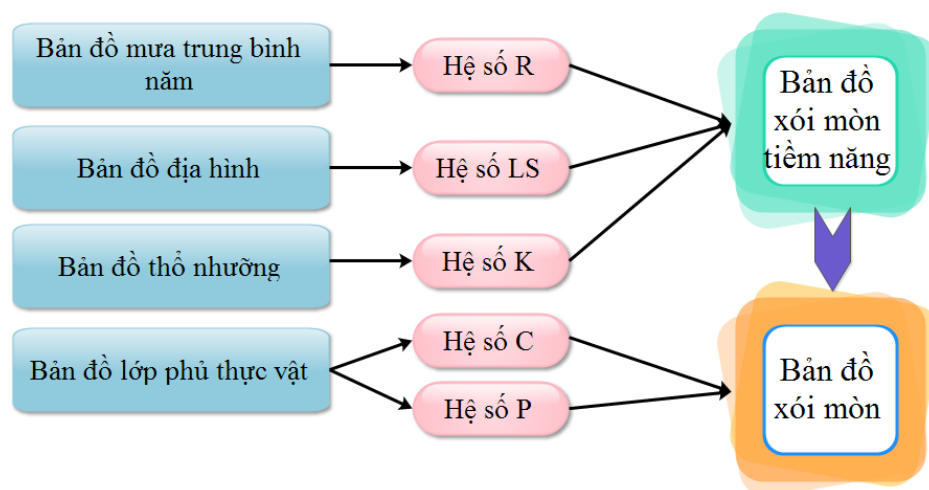 Bản đồ mưa trung bình
năm
Hệ số R
Bản đồ địa hình
Hệ số LS
Bản đồ thổ nhưỡng
Hệ số K
Bản đồ lớp phủ thực vật
Hệ số C
Hệ số P
Bản đồ
xói mòn
tiềm năng
Bản đồ
xói mòn